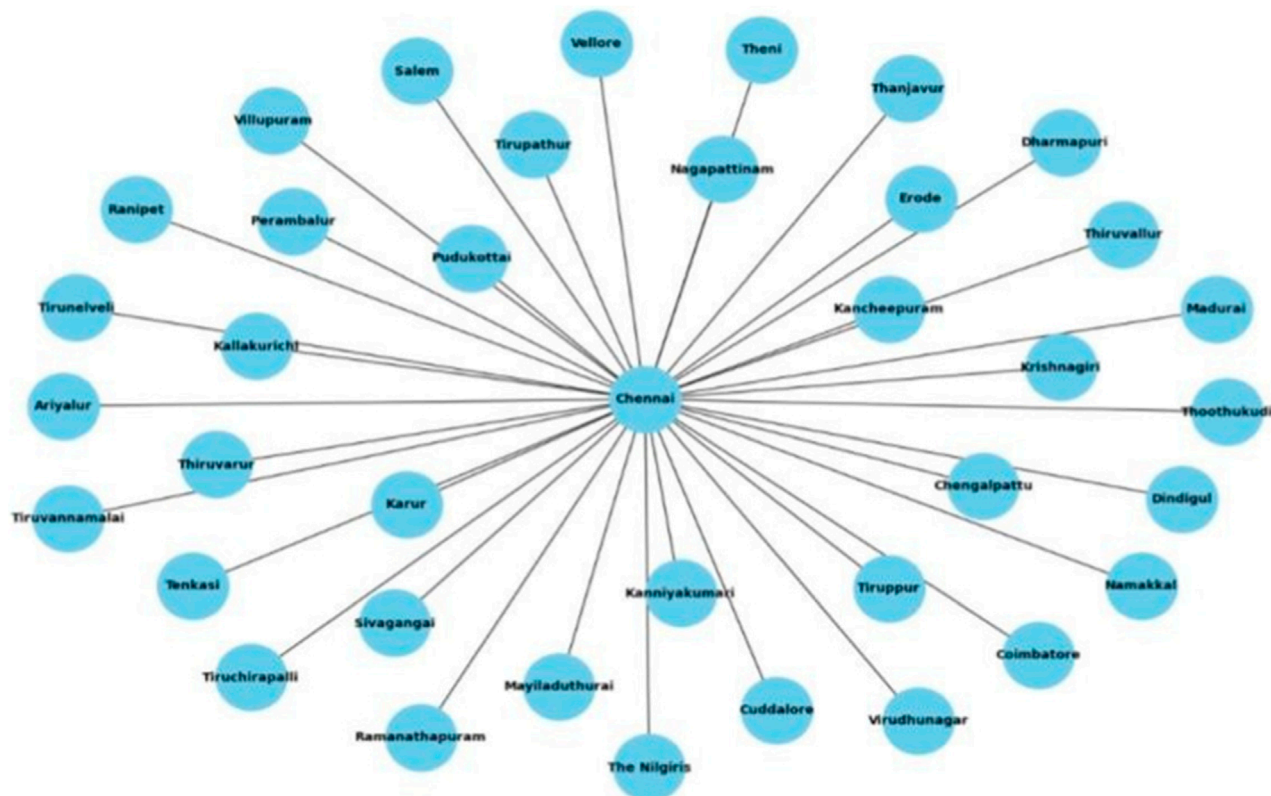 Vellore
Theni
Salem
Thanjavur
Villupuram
Tirupathur
Dharmapuri
Nagapattinam
Erode
Ranipet
Perambalur
Thiruvallur
Pudukottai
Tirunelveli
Kancheepuram
Madurai
Kallakurichi
Krishnagiri
Chennai
Ariyalur
Thoothukudi
Thiruvarur
Chengalpattu
Dindigul
Karur
Tiruvannamalai
Tenkasi
Namakkal
Tiruppur
Kanniyakumari
Sivagangai
Coimbatore
Tiruchirapalli
Mayiladuthurai
Cuddalore
Virudhunagar
Ramanathapuram
The Nilgiris